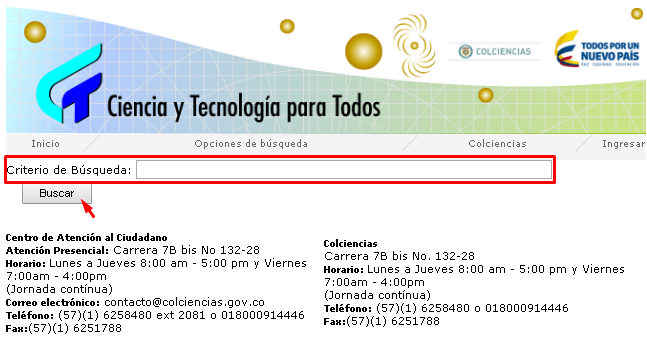 COLCIENCIAS
TODOS POR UN
NUEVO PAÍS
PAZ EQUIDAD EDUCACIÓN
Ciencia y Tecnología para Todos
Inicio Opciones de búsqueda Colciencias Ingresar
Criterio de Búsqueda:
Buscar
Centro de Atención al Ciudadano
Atención Presencial: Carrera 7B bis No 132-28
Horario: Lunes a Jueves 8:00 am - 5:00 pm y Viernes
7:00am - 4:00pm
(Jornada contínua)
Correo electrónico: contacto@colciencias.gov.co
Teléfono: (57)(1) 6258480 ext 2081 o 018000914446
Fax:(57)(1) 6251788
Colciencias
Carrera 7B bis No. 132-28
Horario: Lunes a Jueves 8:00 am - 5:00 pm y Viernes
7:00am - 4:00pm
(Jornada contínua)
Teléfono: (57)(1) 6258480 o 018000914446
Fax:(57)(1) 6251788